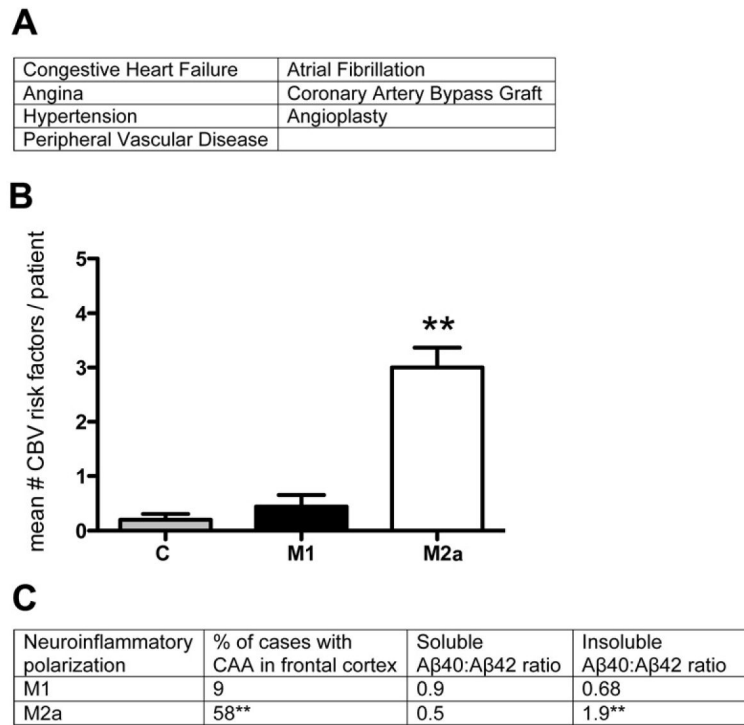 A
Congestive Heart Failure Atrial Fibrillation
Angina Coronary Artery Bypass Graft
Hypertension Angioplasty
Peripheral Vascular Disease
B
mean # CBV risk factors / patient
5
4
3
2
1
0
**
C M1 M2a
C
Neuroinflammatory % of cases with Soluble Insoluble
polarization CAA in frontal cortex Aβ40:Aβ42 ratio Aβ40:Aβ42 ratio
M1 9 0.9 0.68
M2a 58** 0.5 1.9**